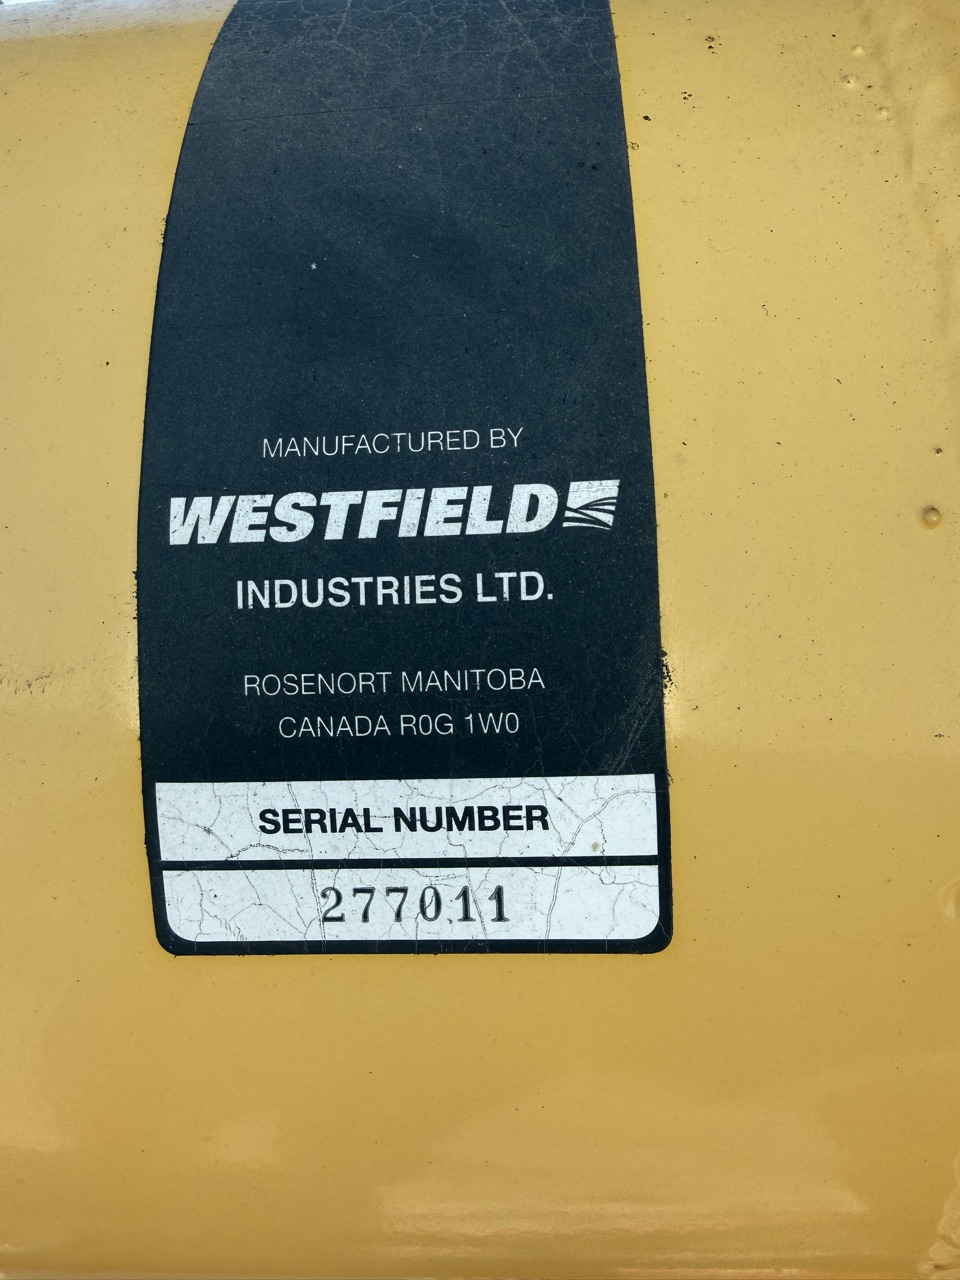 MANUFACTURED BY
WESTFIELD
INDUSTRIES LTD.
ROSENORT MANITOBA
CANADA R0G 1W0
SERIAL NUMBER
277011